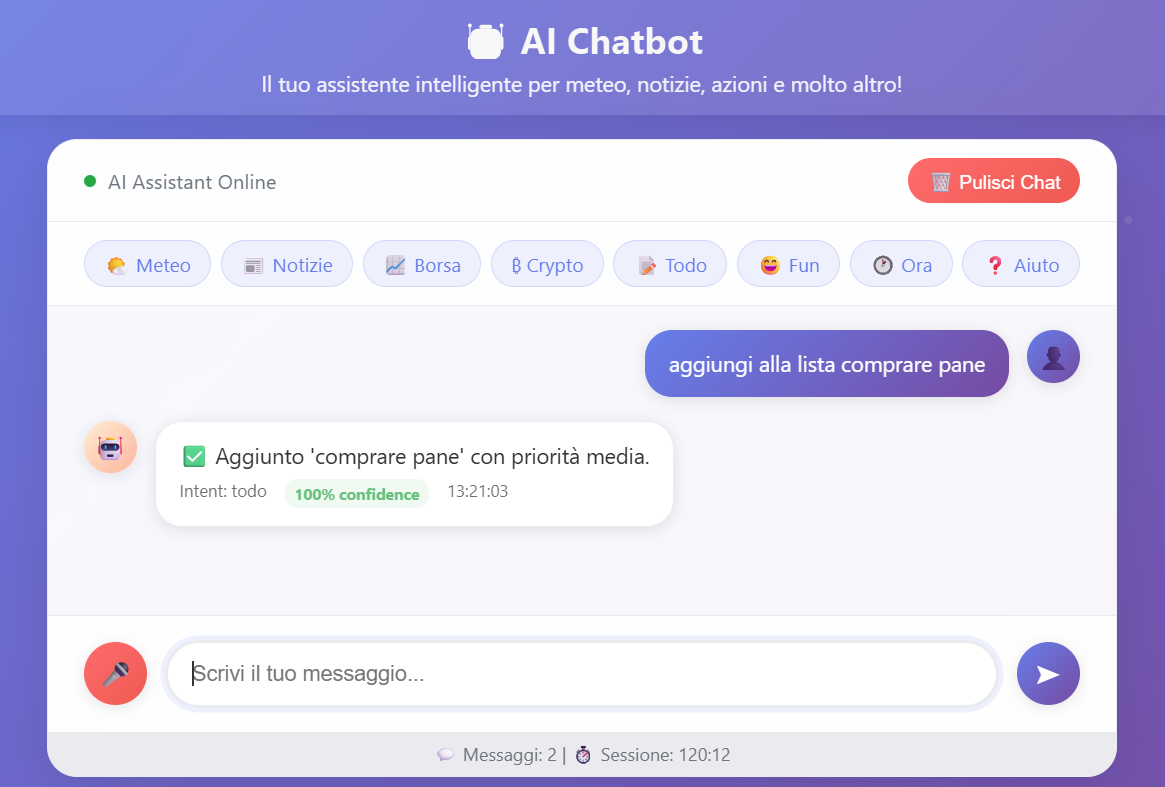 AI Chatbot
Il tuo assistente intelligente per meteo, notizie, azioni e molto altro!
AI Assistant Online
Pulisci Chat
Meteo
Notizie
Borsa
₿ Crypto
Todo
Fun
Ora
Aiuto
aggiungi alla lista comprare pane
Aggiunto 'comprare pane' con priorità media.
Intent: todo 100% confidence 13:21:03
Scrivi il tuo messaggio...
Messaggi: 2 | Sessione: 120:12